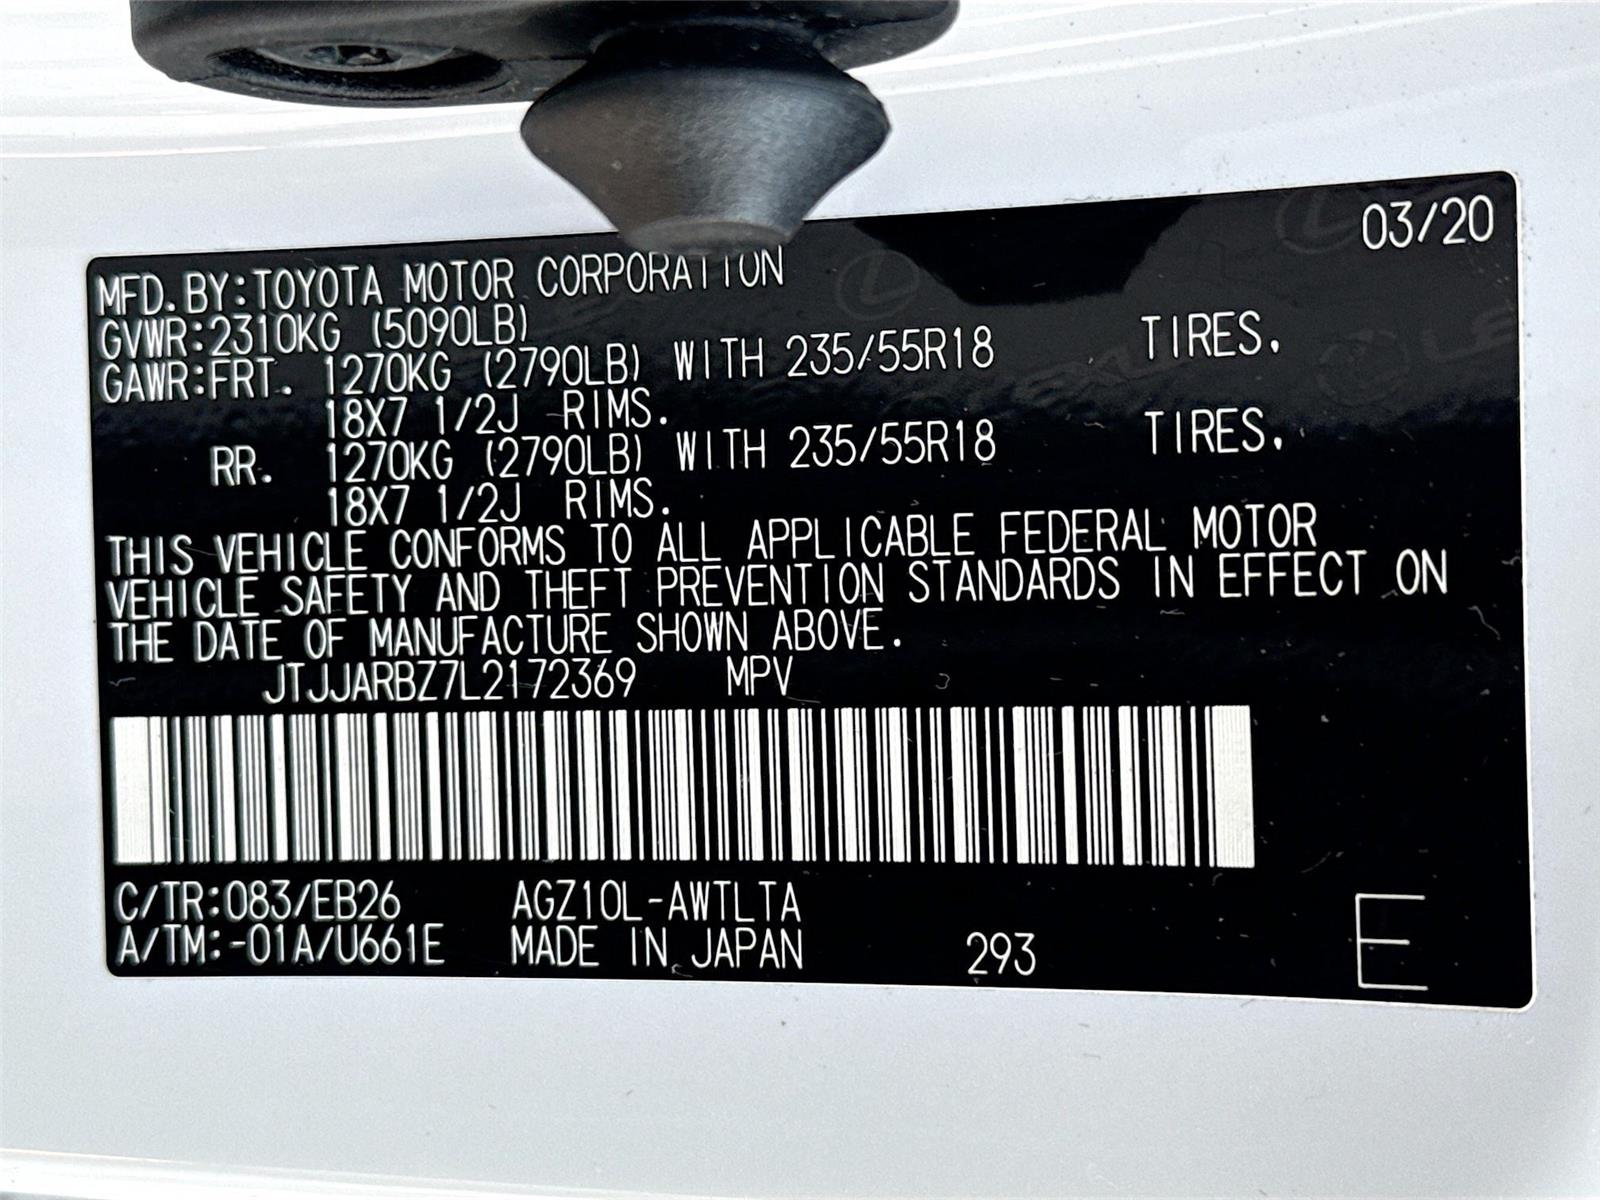 03/20
MFD. BY:TOYOTA MOTOR CORPORATION
GVWR:2310KG (5090LB)
GAWR:FRT. 1270KG (2790LB) WITH 235/55R18 TIRES.
18X7 1/2J RIMS.
RR. 1270KG (2790LB) WITH 235/55R18 TIRES.
18X7 1/2J RIMS.
THIS VEHICLE CONFORMS TO ALL APPLICABLE FEDERAL MOTOR
VEHICLE SAFETY AND THEFT PREVENTION STANDARDS IN EFFECT ON
THE DATE OF MANUFACTURE SHOWN ABOVE.
JTJJARBZ7L2172369 MPV
C/TR:083/EB26 AGZ10L-AWTLTA
A/TM:-01A/U661E MADE IN JAPAN 293 E